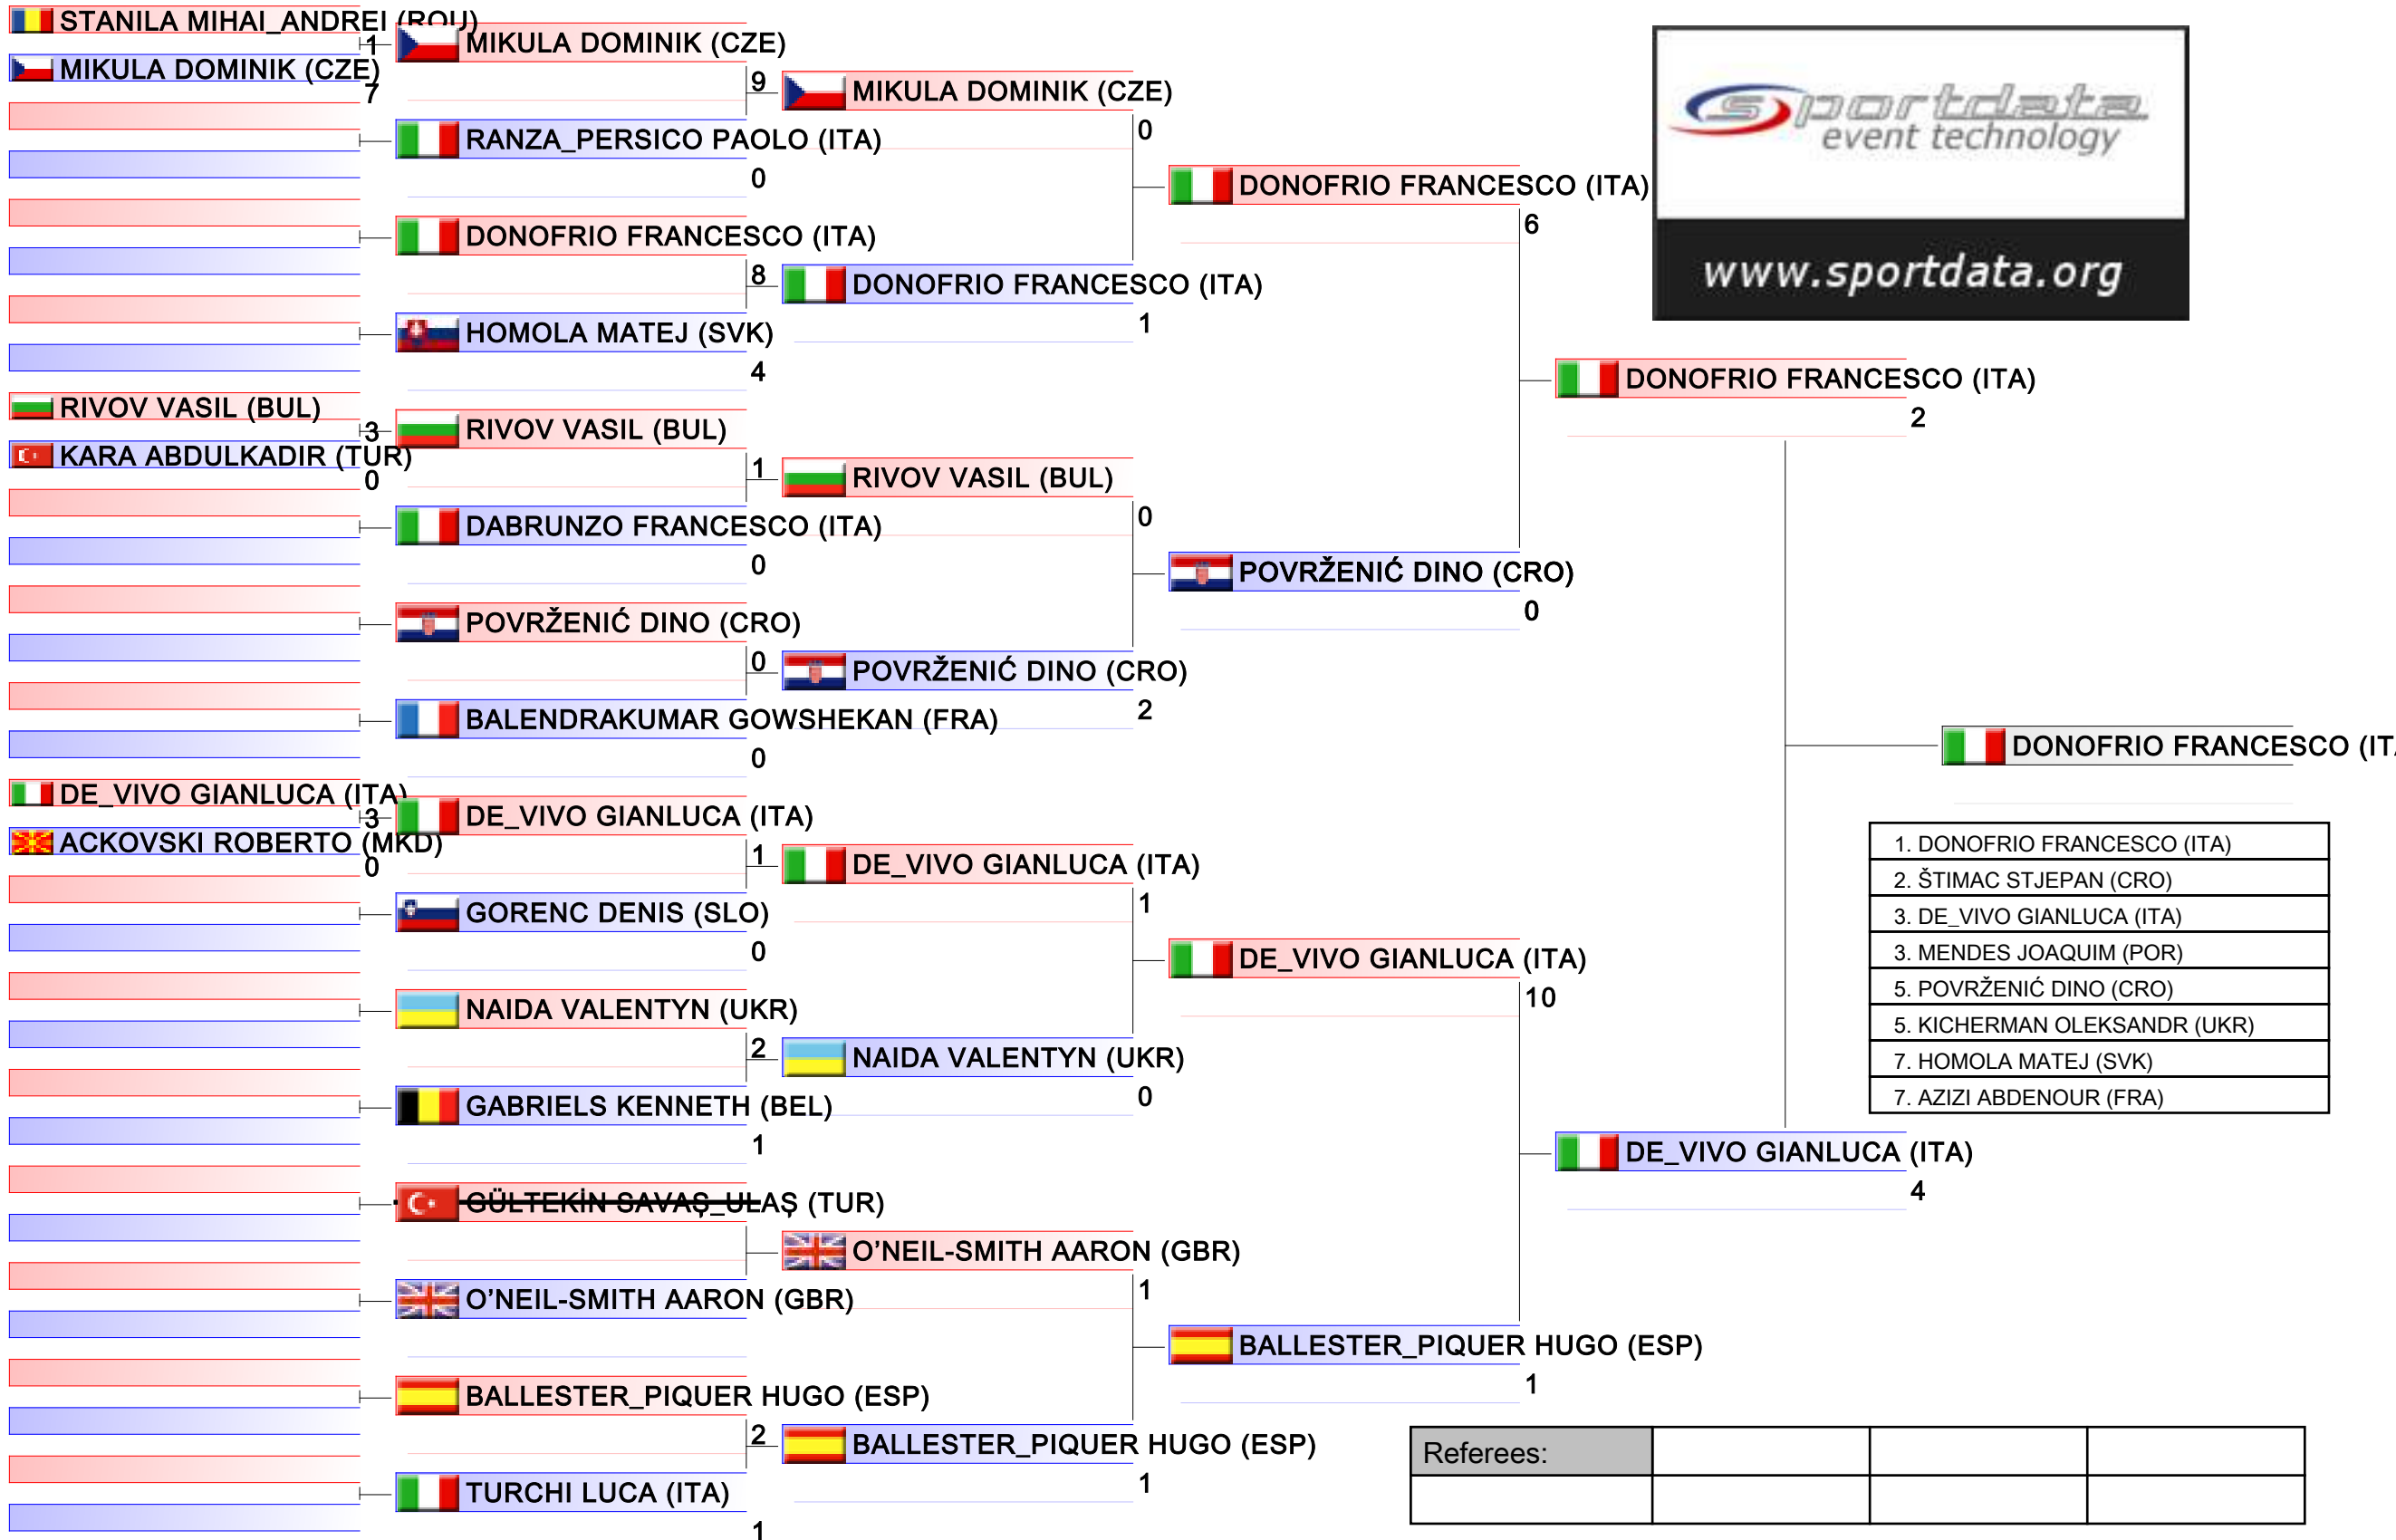 STANILA MIHAI_ANDREI (ROU)
1
MIKULA DOMINIK (CZE)
7
RIVOV VASIL (BUL)
3
KARA ABDULKADIR (TUR)
0
DE_VIVO GIANLUCA (ITA)
3
ACKOVSKI ROBERTO (MKD)
0
MIKULA DOMINIK (CZE)
9
RANZA_PERSICO PAOLO (ITA)
0
DONOFRIO FRANCESCO (ITA)
8
HOMOLA MATEJ (SVK)
4
RIVOV VASIL (BUL)
1
DABRUNZO FRANCESCO (ITA)
0
POVRŽENIĆ DINO (CRO)
0
BALENDRAKUMAR GOWSHEKAN (FRA)
0
DE_VIVO GIANLUCA (ITA)
1
GORENC DENIS (SLO)
0
NAIDA VALENTYN (UKR)
2
GABRIELS KENNETH (BEL)
1
GÜLTEKİN SAVAŞ_ULAŞ (TUR)
O'NEIL-SMITH AARON (GBR)
BALLESTER_PIQUER HUGO (ESP)
2
TURCHI LUCA (ITA)
1
MIKULA DOMINIK (CZE)
0
DONOFRIO FRANCESCO (ITA)
1
RIVOV VASIL (BUL)
0
POVRŽENIĆ DINO (CRO)
2
DE_VIVO GIANLUCA (ITA)
1
NAIDA VALENTYN (UKR)
0
O'NEIL-SMITH AARON (GBR)
1
BALLESTER_PIQUER HUGO (ESP)
1
DONOFRIO FRANCESCO (ITA)
6
POVRŽENIĆ DINO (CRO)
0
DE_VIVO GIANLUCA (ITA)
10
BALLESTER_PIQUER HUGO (ESP)
1
DONOFRIO FRANCESCO (ITA)
2
DE_VIVO GIANLUCA (ITA)
4
DONOFRIO FRANCESCO (IT
sportdata
event technology
www.sportdata.org
1. DONOFRIO FRANCESCO (ITA)
2. ŠTIMAC STJEPAN (CRO)
3. DE_VIVO GIANLUCA (ITA)
3. MENDES JOAQUIM (POR)
5. POVRŽENIĆ DINO (CRO)
5. KICHERMAN OLEKSANDR (UKR)
7. HOMOLA MATEJ (SVK)
7. AZIZI ABDENOUR (FRA)
Referees: